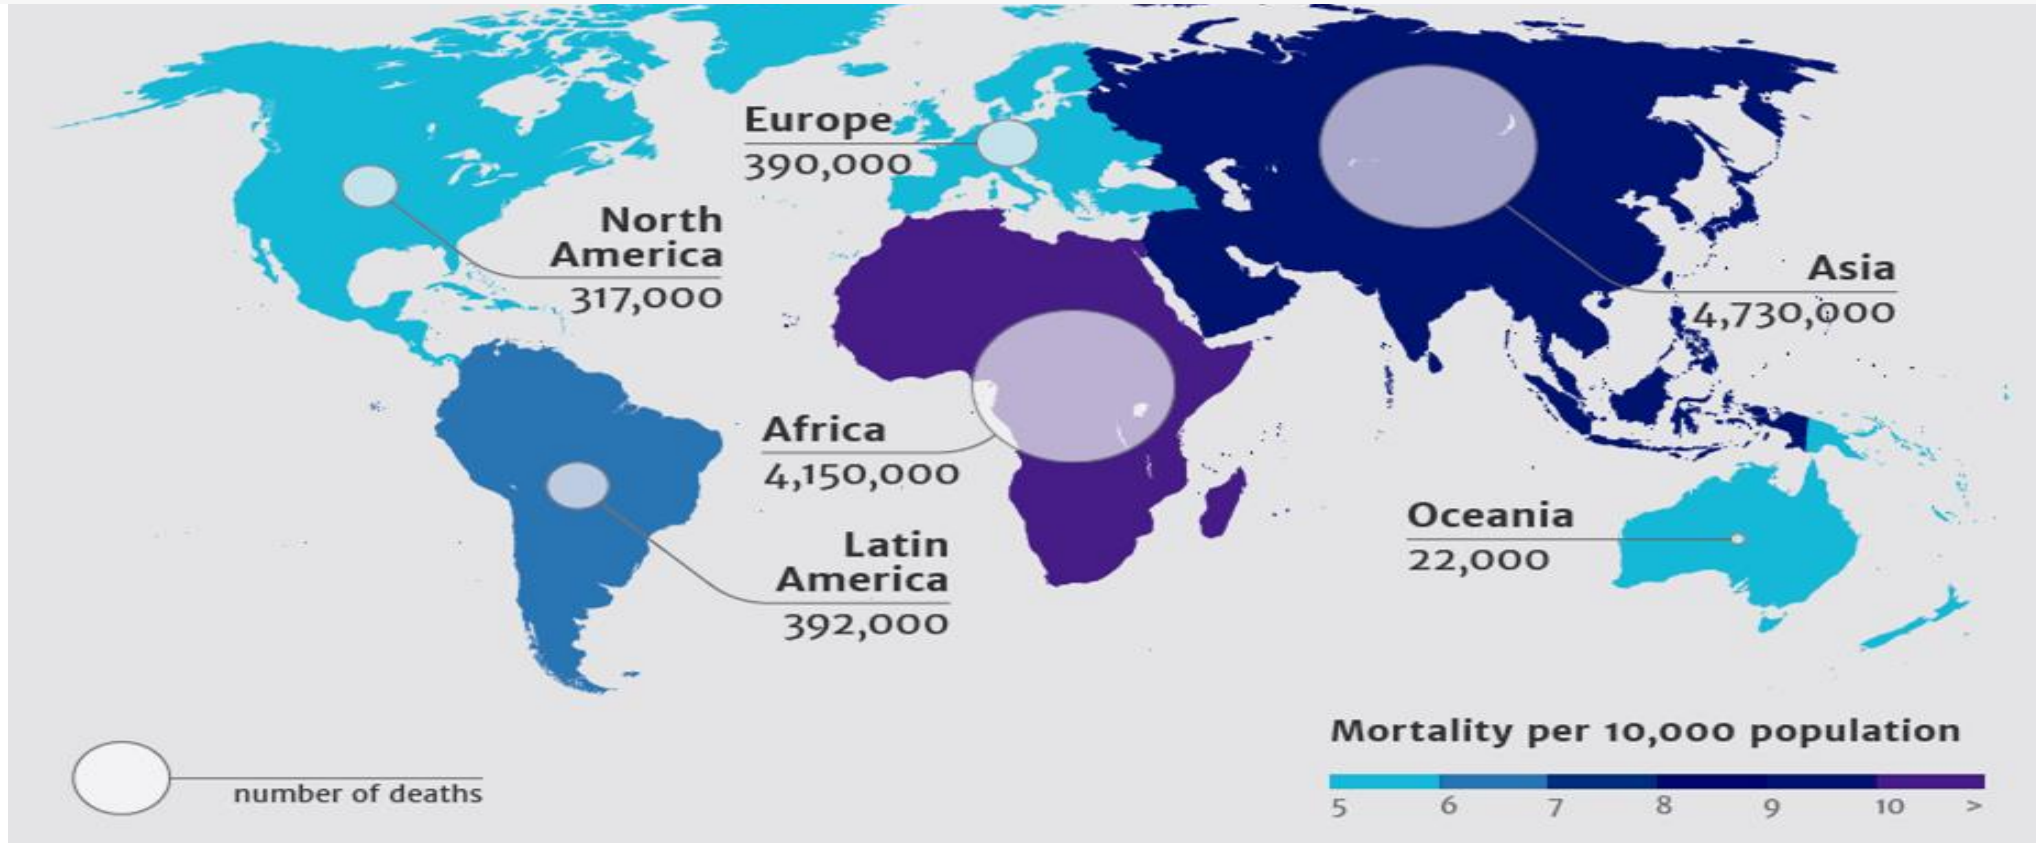 Europe
390,000
North
America
317,000
Asia
4,730,000
Africa
4,150,000
Oceania
22,000
Latin
America
392,000
Mortality per 10,000 population
5 6 7 8 9 10 >
number of deaths